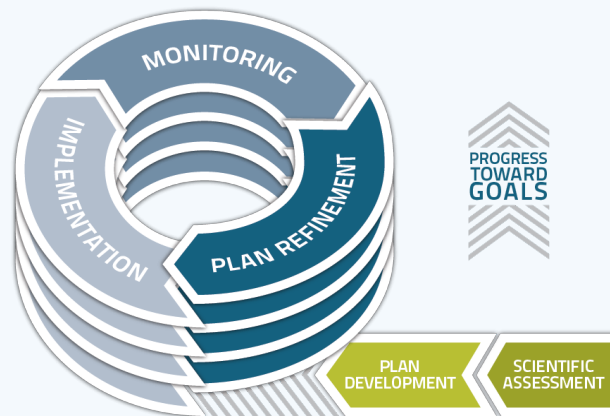 MONITORING
IMPLEMENTATION
PLAN REFINEMENT
PROGRESS
TOWARD
GOALS
PLAN
DEVELOPMENT
SCIENTIFIC
ASSESSMENT